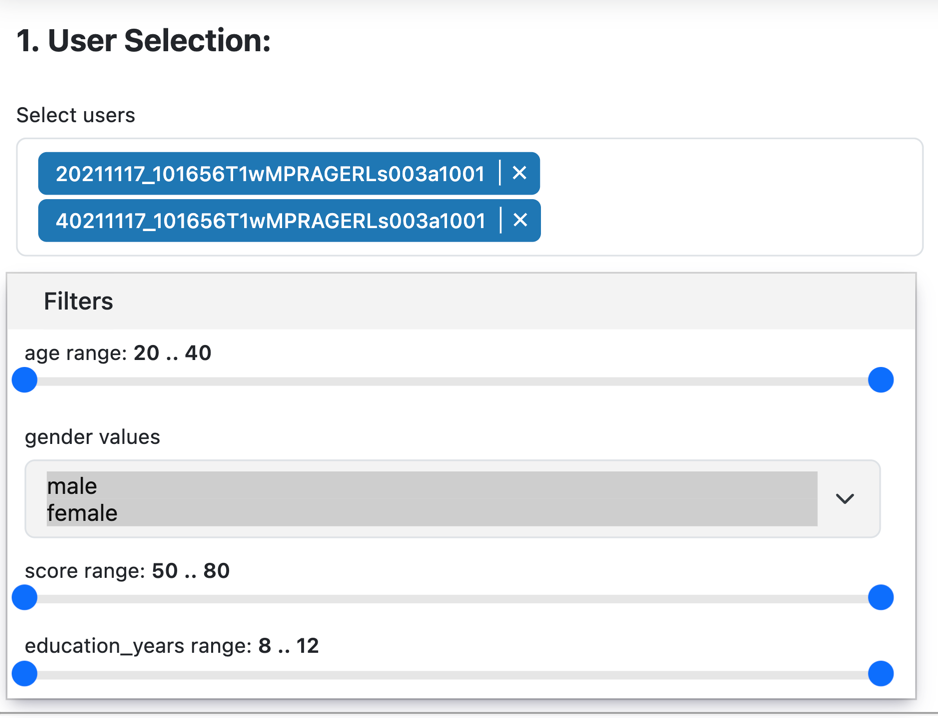 1. User Selection:
Select users
20211117_101656T1wMPRAGERLs003a1001 | ×
40211117_101656T1wMPRAGERLs003a1001 | ×
Filters
age range: 20 .. 40
gender values
male
female
score range: 50 .. 80
education_years range: 8 .. 12